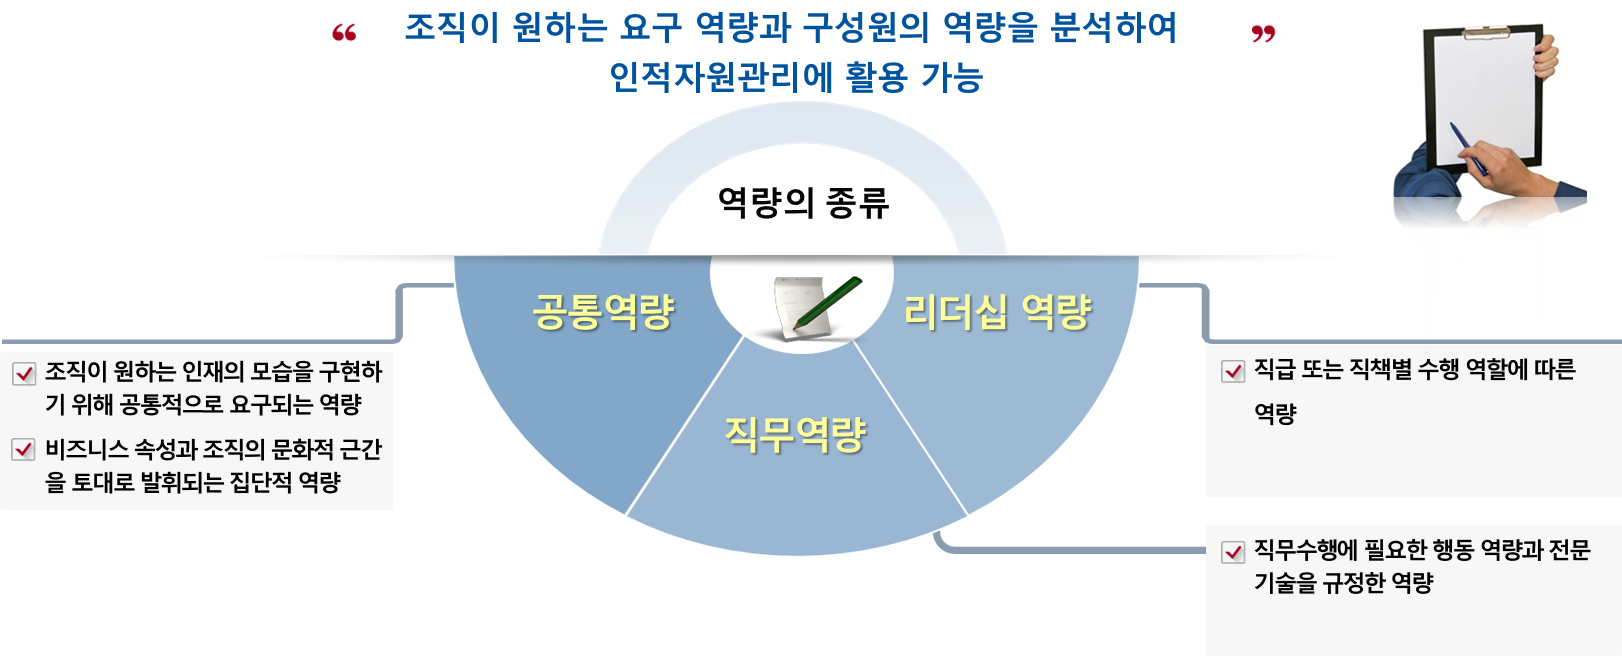 “ 조직이 원하는 요구 역량과 구성원의 역량을 분석하여 ”
인적자원관리에 활용 가능
역량의 종류
공통역량
리더십 역량
직무역량
조직이 원하는 인재의 모습을 구현하
기 위해 공통적으로 요구되는 역량
비즈니스 속성과 조직의 문화적 근간
을 토대로 발휘되는 집단적 역량
직급 또는 직책별 수행 역할에 따른
역량
직무수행에 필요한 행동 역량과 전문
기술을 규정한 역량